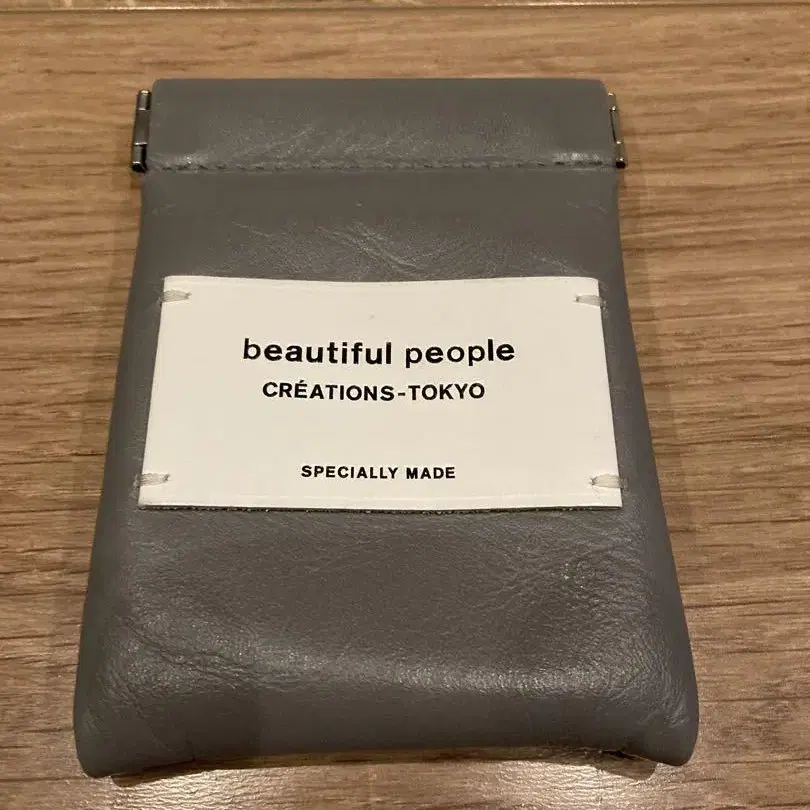 beautiful people
CRÉATIONS-TOKYO
SPECIALLY MADE